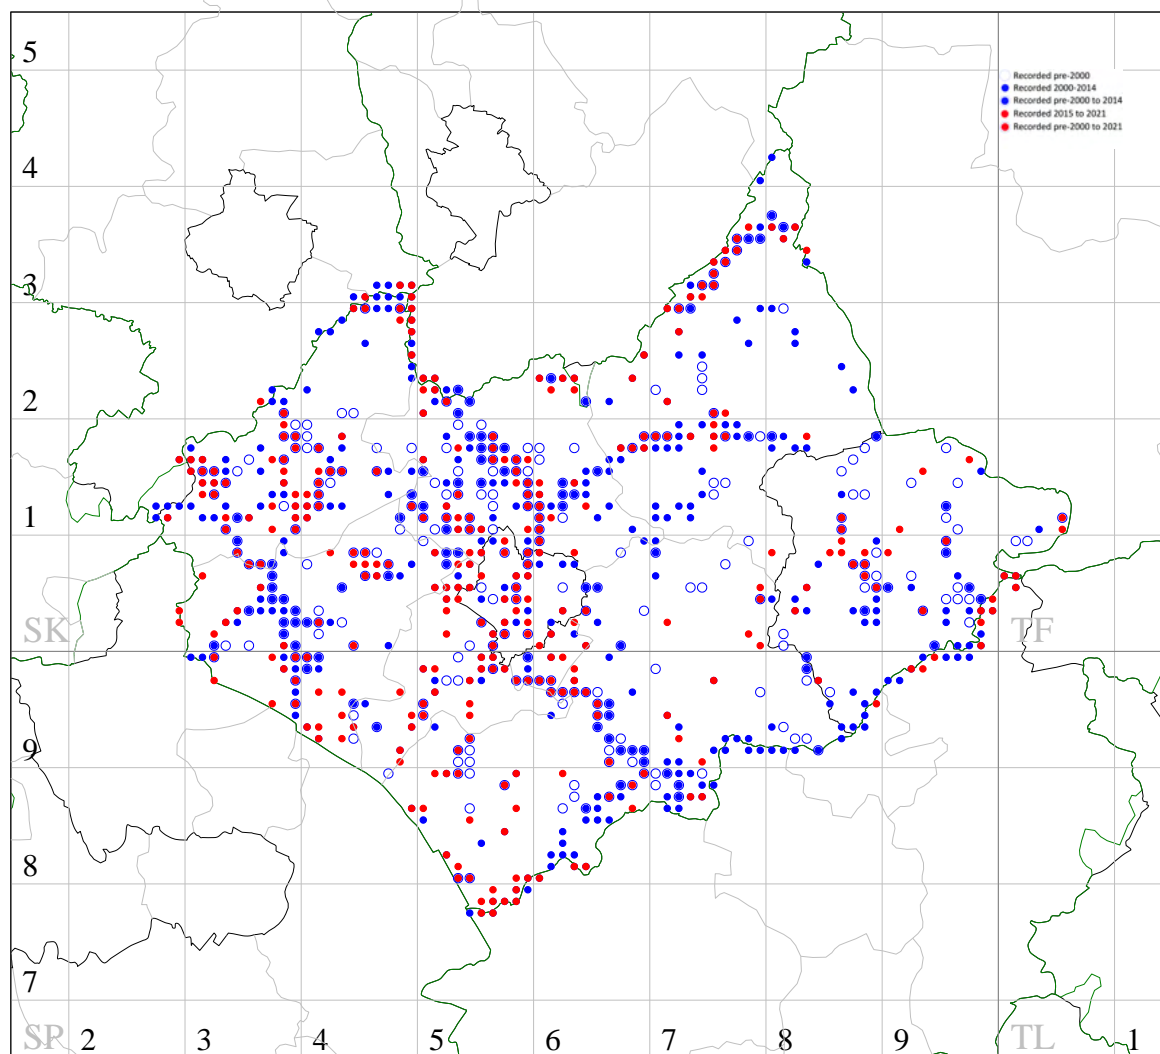 5
Recorded pre-2000
Recorded 2000-2014
Recorded pre-2000 to 2014
Recorded 2015 to 2021
Recorded pre-2000 to 2021
4
3
2
1
SK
TF
9
8
7
SP 2 3 4 5 6 7 8 9 TL 1